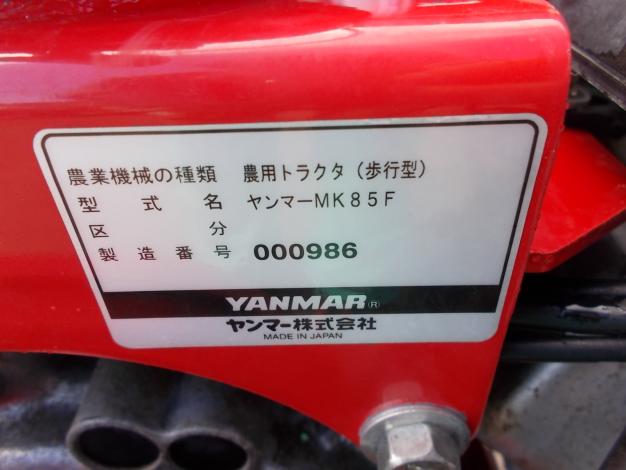 農業機械の種類 農用トラクタ（歩行型）
型式名 ヤンマーMK85F
区分
製造番号 000986
YANMAR®
ヤンマー株式会社
MADE IN JAPAN